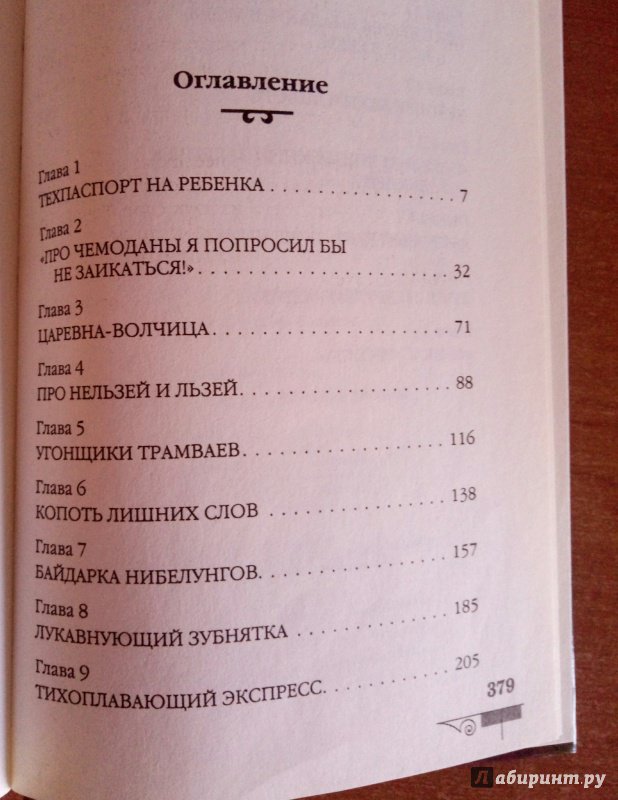 Оглавление
Глава 1
ТЕХПАСПОРТ НА РЕБЕНКА . . . . . . . . . . . . . . . . . 7
Глава 2
«ПРО ЧЕМОДАНЫ Я ПОПРОСИЛ БЫ
НЕ ЗАИКАТЬСЯ!» . . . . . . . . . . . . . . . . . . . . . 32
Глава 3
ЦАРЕВНА-ВОЛЧИЦА . . . . . . . . . . . . . . . . . . . . 71
Глава 4
ПРО НЕЛЬЗЕЙ И ЛЬЗЕЙ. . . . . . . . . . . . . . . . . . 88
Глава 5
УГОНЩИКИ ТРАМВАЕВ. . . . . . . . . . . . . . . . . . 116
Глава 6
КОПОТЬ ЛИШНИХ СЛОВ . . . . . . . . . . . . . . . . 138
Глава 7
БАЙДАРКА НИБЕЛУНГОВ. . . . . . . . . . . . . . . . 157
Глава 8
ЛУКАВНУЮЩИЙ ЗУБНЯТКА . . . . . . . . . . . . . . 185
Глава 9
ТИХОПЛАВАЮЩИЙ ЭКСПРЕСС. . . . . . . . . . . . 205
379
Лабиринт.ру